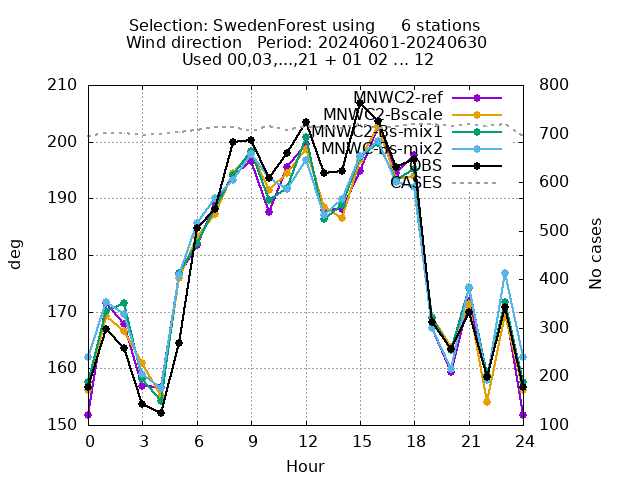 Selection: SwedenForest using 6 stations
Wind direction Period: 20240601-20240630
Used 00,03,...,21 + 01 02 ... 12
MNWC2-ref
MNWC2-Bscale
MNWC2-Bs-mix1
MNWC-Bs-mix2
OBS
CASES
210
200
190
180
170
160
150
deg
800
700
600
500
400
300
200
100
No cases
0 3 6 9 12 15 18 21 24
Hour